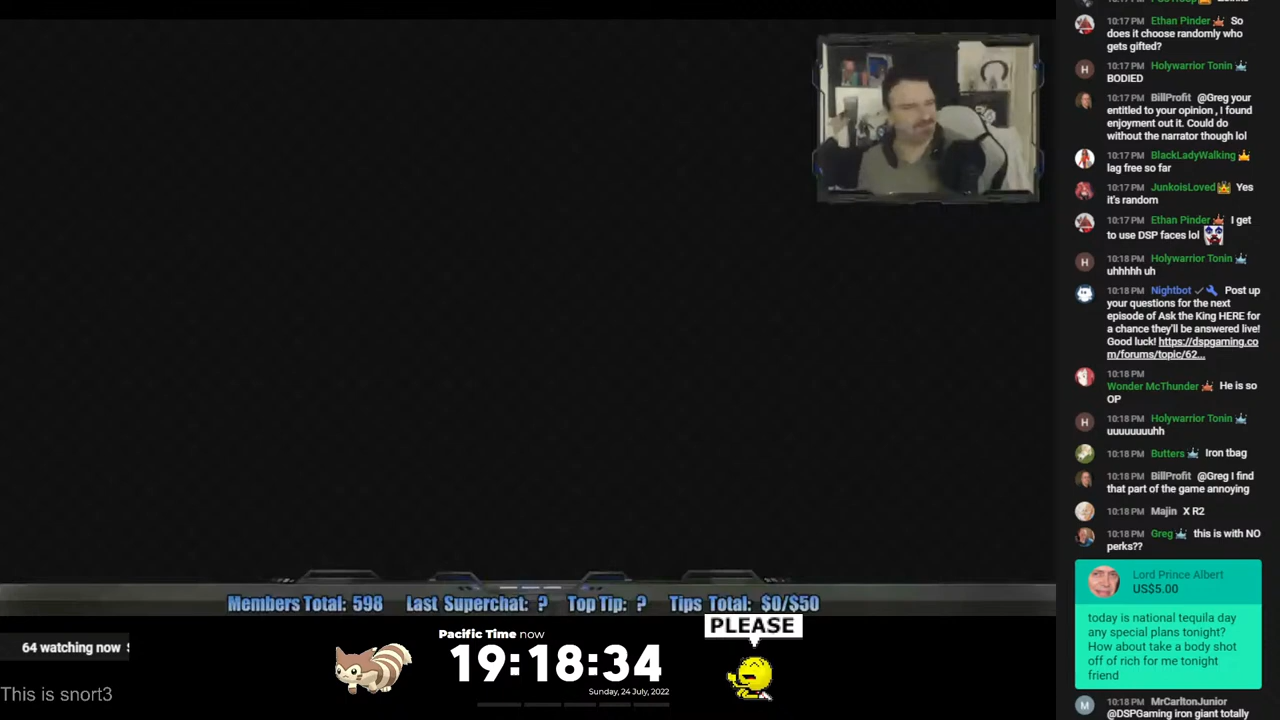 10:17 PM Ethan Pinder So
does it choose randomly who
gets gifted?
10:17 PM Holywarrior Tonin
BODIED
10:17 PM BillProfit @Greg your
entitled to your opinion , I found
enjoyment out it. Could do
without the narrator though lol
10:17 PM BlackLadyWalking
lag free so far
10:17 PM JunkoisLoved Yes
it's random
10:17 PM Ethan Pinder I get
to use DSP faces lol
10:18 PM Holywarrior Tonin
uhhhhh uh
10:18 PM Nightbot Post up
your questions for the next
episode of Ask the King HERE for
a chance they'll be answered live!
Good luck! https://dspgaming.co
m/forums/topic/62...
10:18 PM
Wonder McThunder He is so
OP
10:18 PM Holywarrior Tonin
uuuuuuuuhh
10:18 PM Butters Iron tbag
10:18 PM BillProfit @Greg I find
that part of the game annoying
10:18 PM Majin X R2
10:18 PM Greg this is with NO
perks??
Lord Prince Albert
US$5.00
today is national tequila day
any special plans tonight?
How about take a body shot
off of rich for me tonight
friend
10:18 PM MrCarltonJunior
@DSPGaming iron giant totally
Members Total: 598 Last Superchat: ? Top Tip: ? Tips Total: $0/$50
PLEASE
64 watching now
Pacific Time now
19:18:34
Sunday, 24 July, 2022
This is snort3